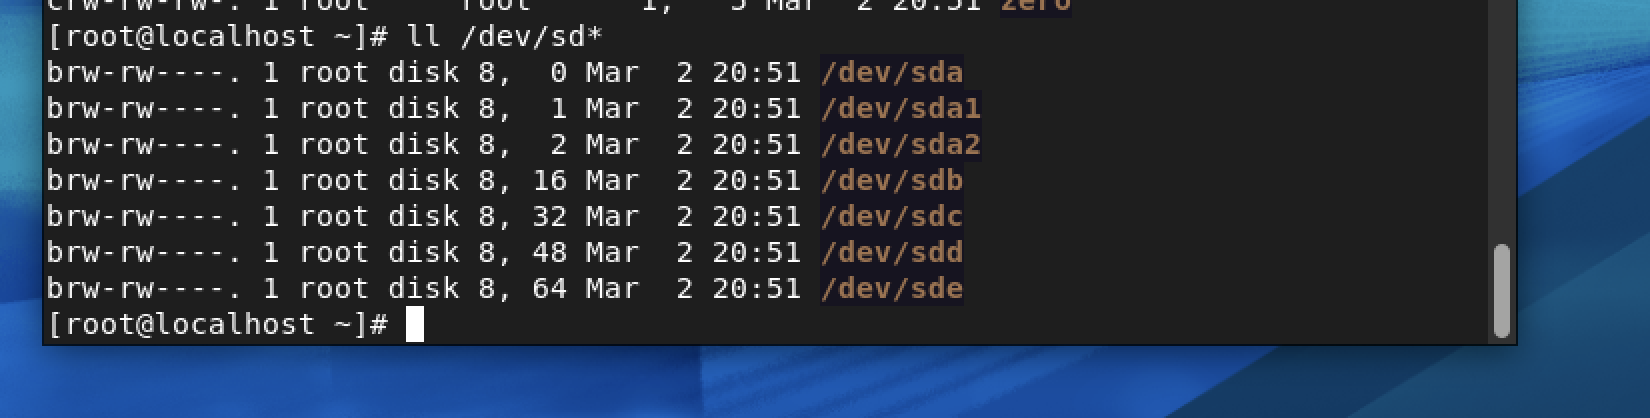 crw-rw-rw-. 1 root root 1, 5 Mar 2 20:51 zero
[root@localhost ~]# ll /dev/sd*
brw-rw----. 1 root disk 8, 0 Mar 2 20:51 /dev/sda
brw-rw----. 1 root disk 8, 1 Mar 2 20:51 /dev/sda1
brw-rw----. 1 root disk 8, 2 Mar 2 20:51 /dev/sda2
brw-rw----. 1 root disk 8, 16 Mar 2 20:51 /dev/sdb
brw-rw----. 1 root disk 8, 32 Mar 2 20:51 /dev/sdc
brw-rw----. 1 root disk 8, 48 Mar 2 20:51 /dev/sdd
brw-rw----. 1 root disk 8, 64 Mar 2 20:51 /dev/sde
[root@localhost ~]#